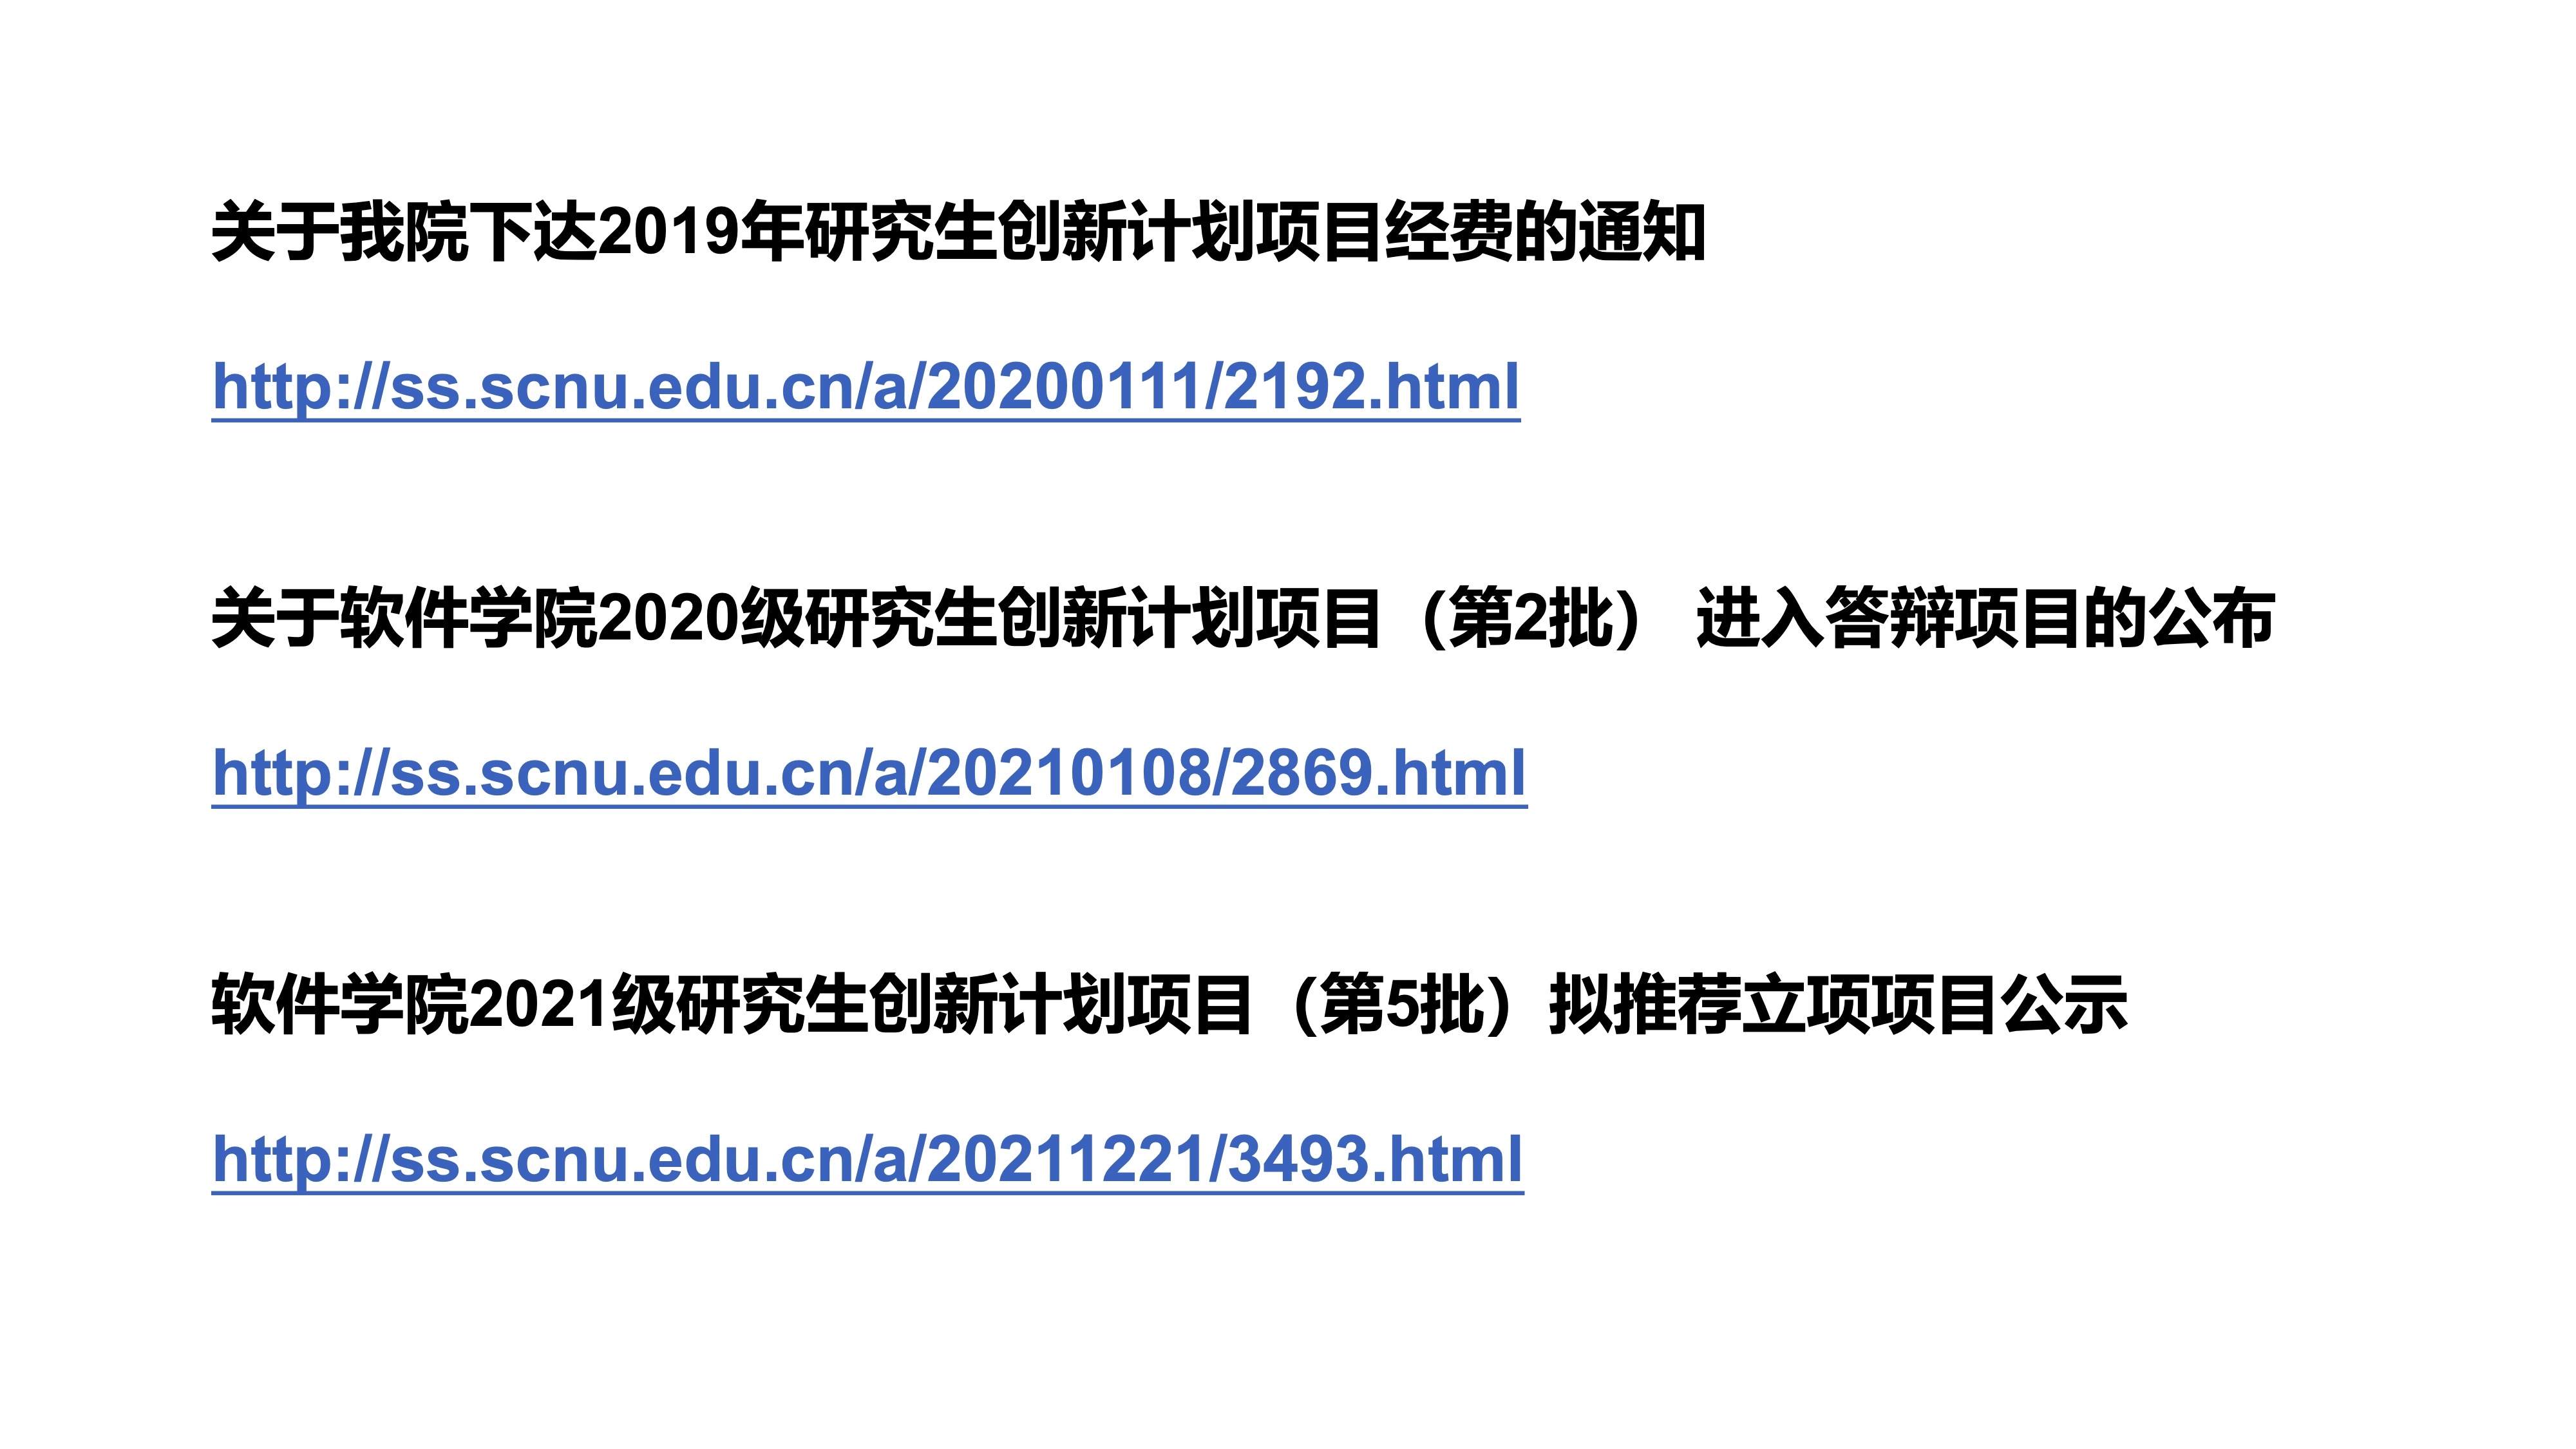 关于我院下达2019年研究生创新计划项目经费的通知
http://ss.scnu.edu.cn/a/20200111/2192.html
关于软件学院2020级研究生创新计划项目（第2批） 进入答辩项目的公布
http://ss.scnu.edu.cn/a/20210108/2869.html
软件学院2021级研究生创新计划项目（第5批）拟推荐立项项目公示
http://ss.scnu.edu.cn/a/20211221/3493.html